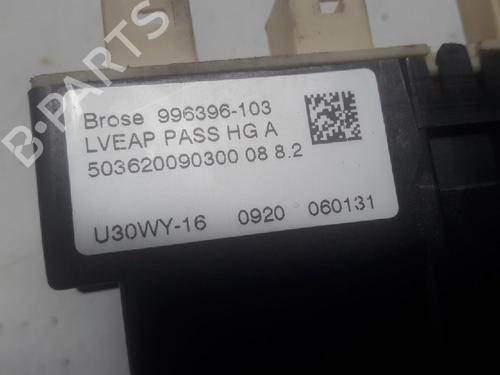 Brose 996396-103
LVEAP PASS HG A
503620090300 08 8.2
U30WY-16 0920 060131
B-PARTS